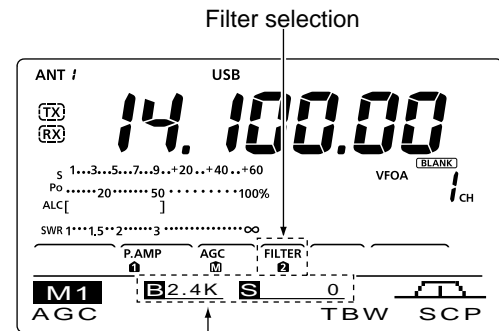 Filter selection
ANT 1 USB
TX
14.100.00
RX
BLANK
VFOA
1 CH
S 1...3...5...7...9..+20..+40..+60
Po ......20.......50..........100%
ALC[ ]
SWR 1••••1.5••2••••••3 ••••••••••••∞
P.AMP AGC FILTER
1 M 2
M1 B2.4K S 0
AGC TBW SCP